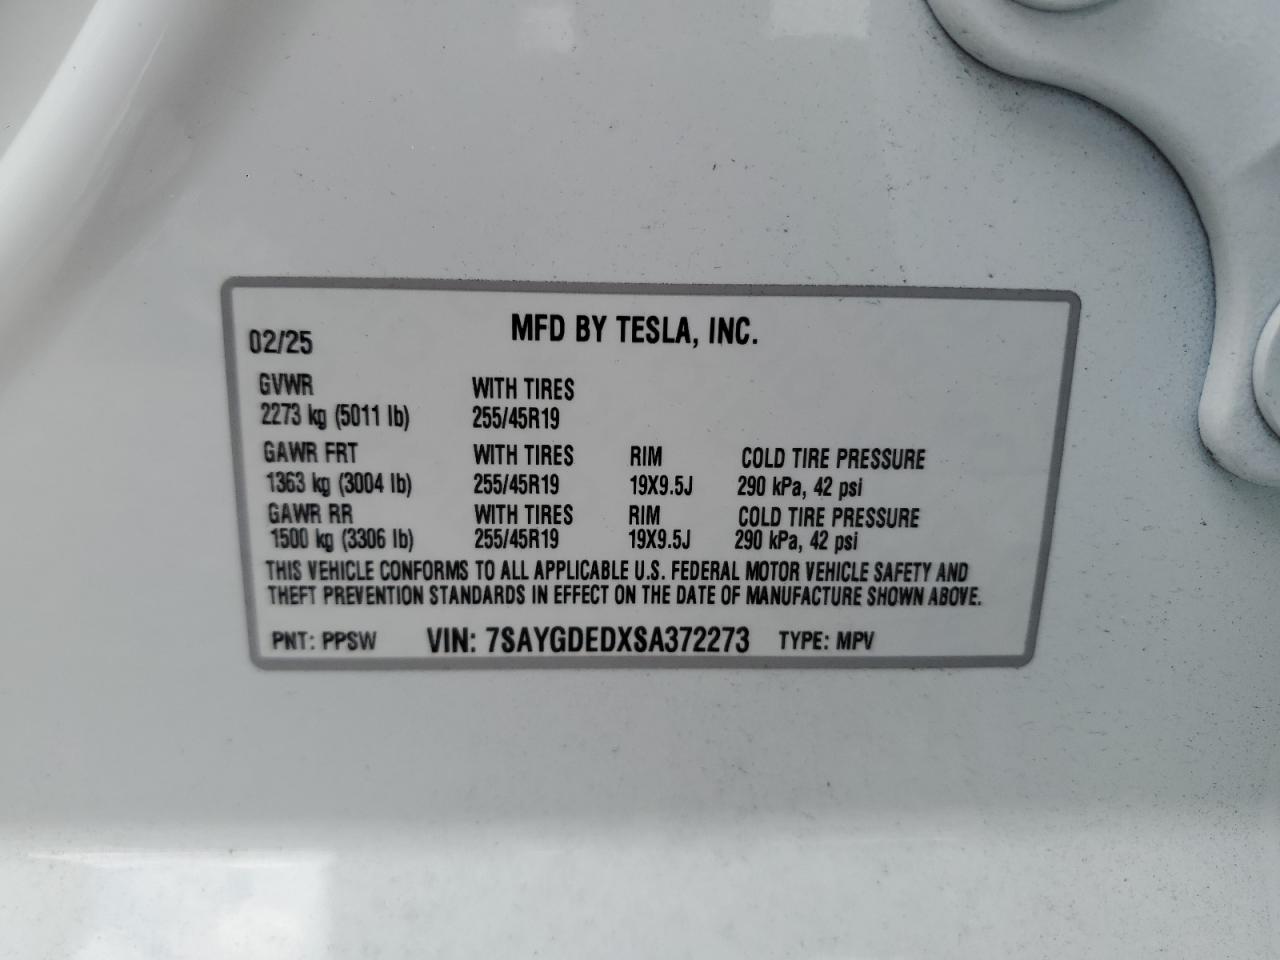 MFD BY TESLA, INC.
02/25
GVWR WITH TIRES
2273 kg (5011 lb) 255/45R19
GAWR FRT WITH TIRES RIM COLD TIRE PRESSURE
1363 kg (3004 lb) 255/45R19 19X9.5J 290 kPa, 42 psi
GAWR RR WITH TIRES RIM COLD TIRE PRESSURE
1500 kg (3306 lb) 255/45R19 19X9.5J 290 kPa, 42 psi
THIS VEHICLE CONFORMS TO ALL APPLICABLE U.S. FEDERAL MOTOR VEHICLE SAFETY AND
THEFT PREVENTION STANDARDS IN EFFECT ON THE DATE OF MANUFACTURE SHOWN ABOVE.
PNT: PPSW VIN: 7SAYGDEDXSA372273 TYPE: MPV